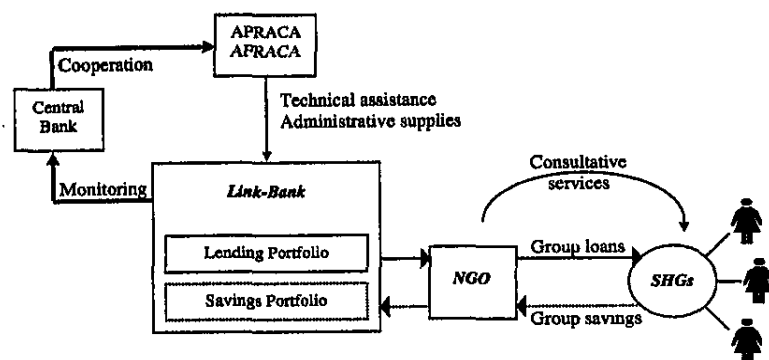 APRACA
AFRACA
Cooperation
Central
Bank
Technical assistance
Administrative supplies
Monitoring
Link-Bank
Consultative
services
Lending Portfolio
NGO
Group loans
SHGs
Savings Portfolio
Group savings